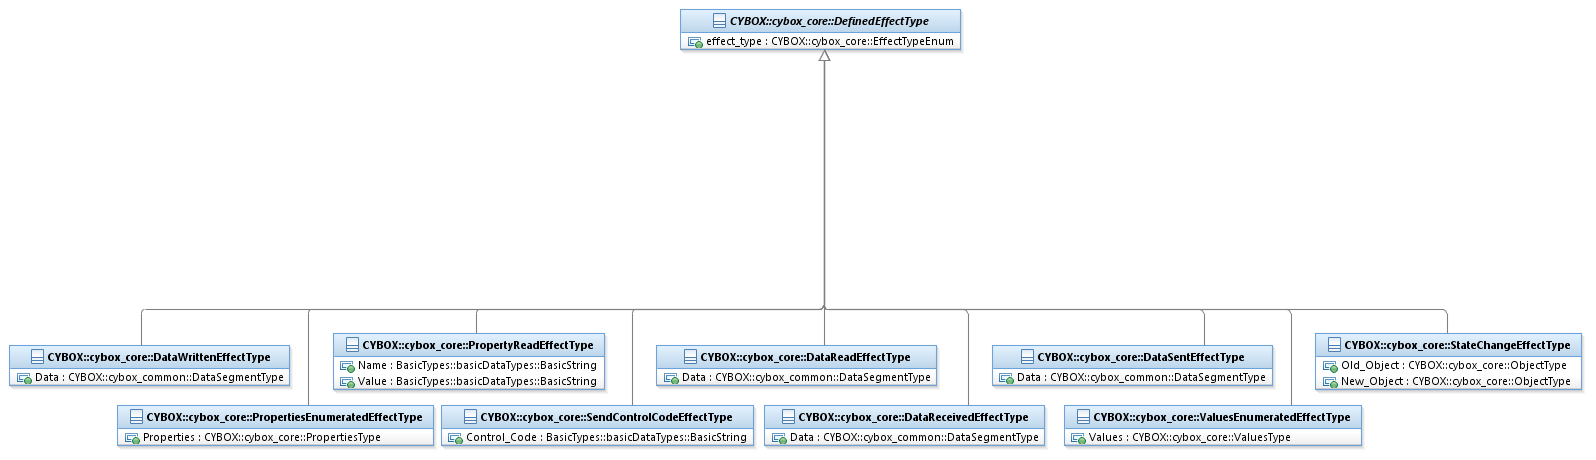 CYBOX::cybox_core::DefinedEffectType
effect_type : CYBOX::cybox_core::EffectTypeEnum
CYBOX::cybox_core::DataWrittenEffectType
Data : CYBOX::cybox_common::DataSegmentType
CYBOX::cybox_core::PropertyReadEffectType
Name : BasicTypes::basicDataTypes::BasicString
Value : BasicTypes::basicDataTypes::BasicString
CYBOX::cybox_core::DataReadEffectType
Data : CYBOX::cybox_common::DataSegmentType
CYBOX::cybox_core::DataSentEffectType
Data : CYBOX::cybox_common::DataSegmentType
CYBOX::cybox_core::StateChangeEffectType
Old_Object : CYBOX::cybox_core::ObjectType
New_Object : CYBOX::cybox_core::ObjectType
CYBOX::cybox_core::PropertiesEnumeratedEffectType
Properties : CYBOX::cybox_core::PropertiesType
CYBOX::cybox_core::SendControlCodeEffectType
Control_Code : BasicTypes::basicDataTypes::BasicString
CYBOX::cybox_core::DataReceivedEffectType
Data : CYBOX::cybox_common::DataSegmentType
CYBOX::cybox_core::ValuesEnumeratedEffectType
Values : CYBOX::cybox_core::ValuesType